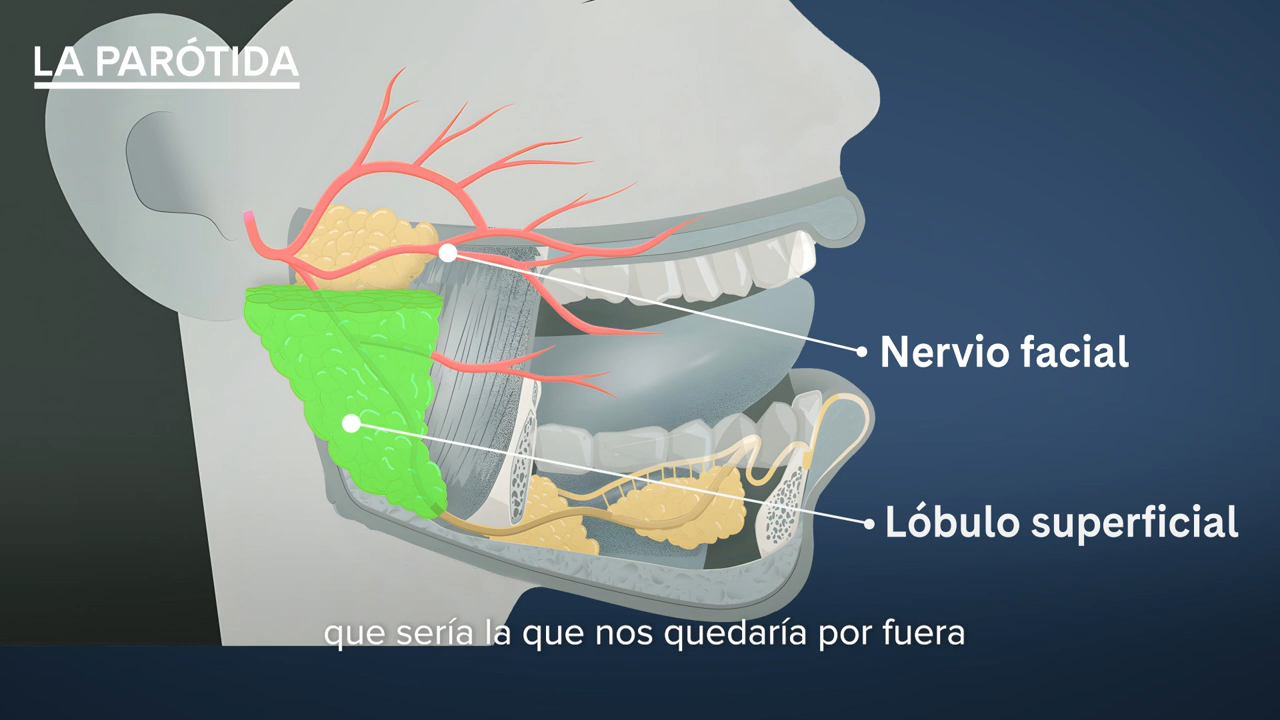 LA PARÓTIDA
Nervio facial
Lóbulo superficial
que sería la que nos quedaría por fuera